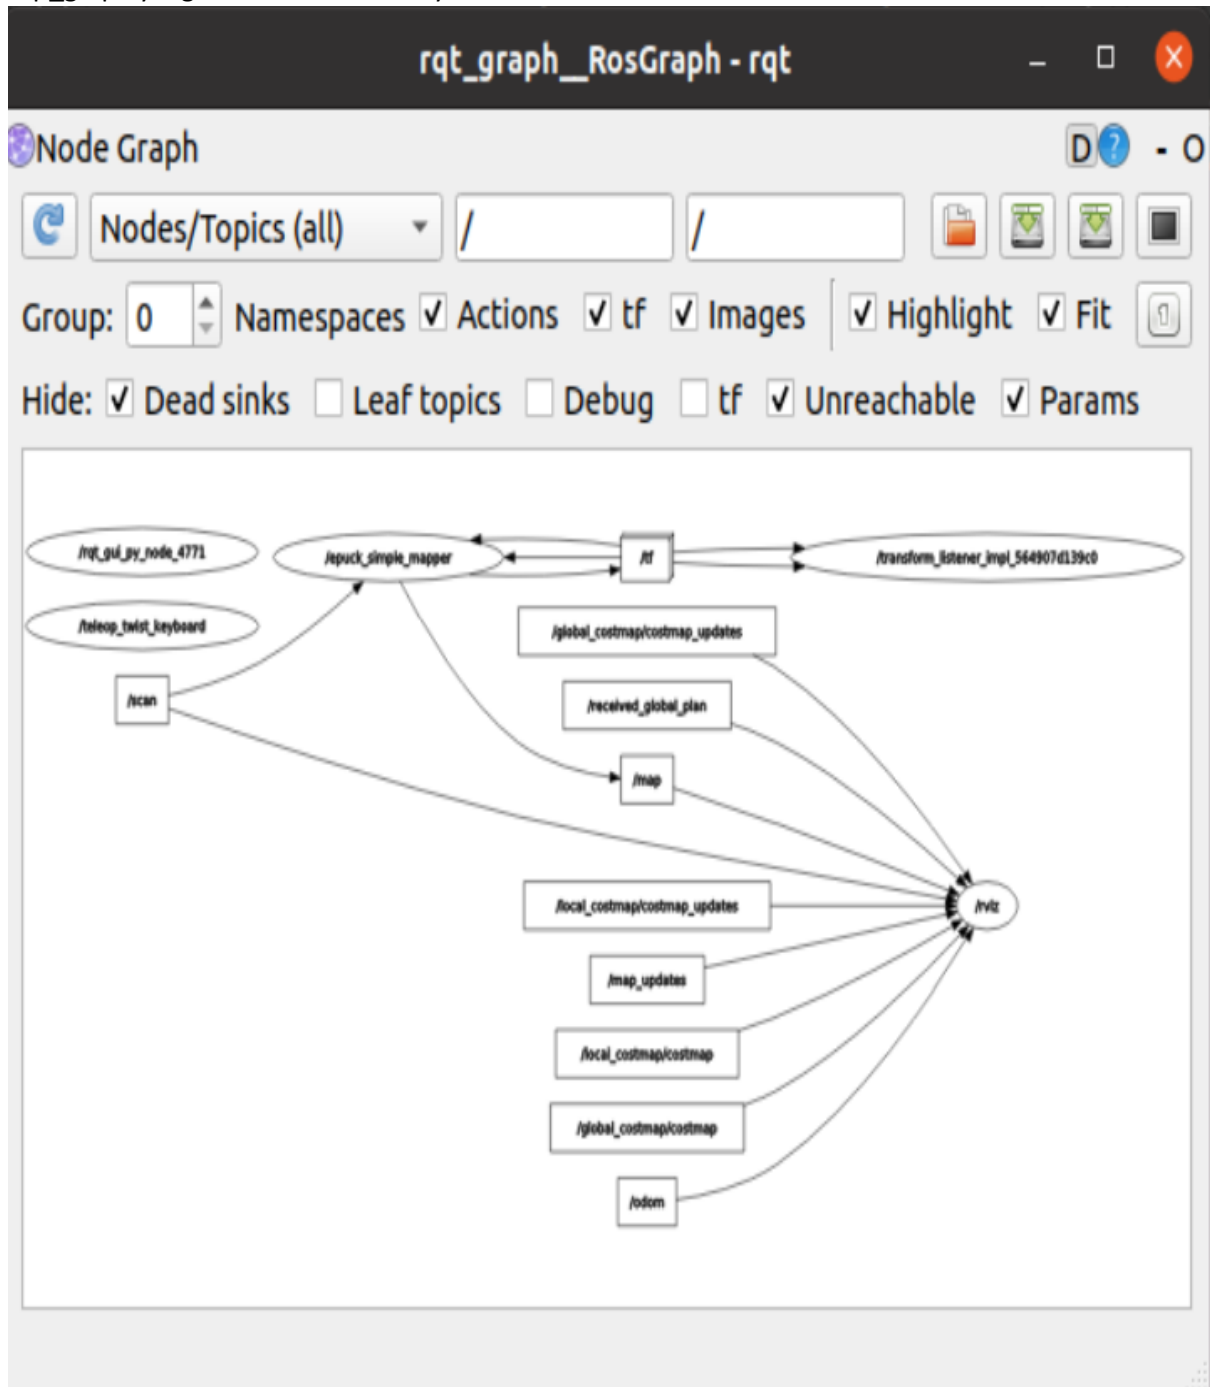 rqt_graph__RosGraph - rqt
Node Graph
D ? - O
Nodes/Topics (all) / /
Group: 0 Namespaces Actions tf Images Highlight Fit
Hide: Dead sinks Leaf topics Debug tf Unreachable Params
/rqt_gui_py_node_4771
/epuck_simple_mapper
/tf
/transform_listener_impl_564907d139c0
/teleop_twist_keyboard
/global_costmap/costmap_updates
/scan
/received_global_plan
/map
/local_costmap/costmap_updates
/rviz
/map_updates
/local_costmap/costmap
/global_costmap/costmap
/odom